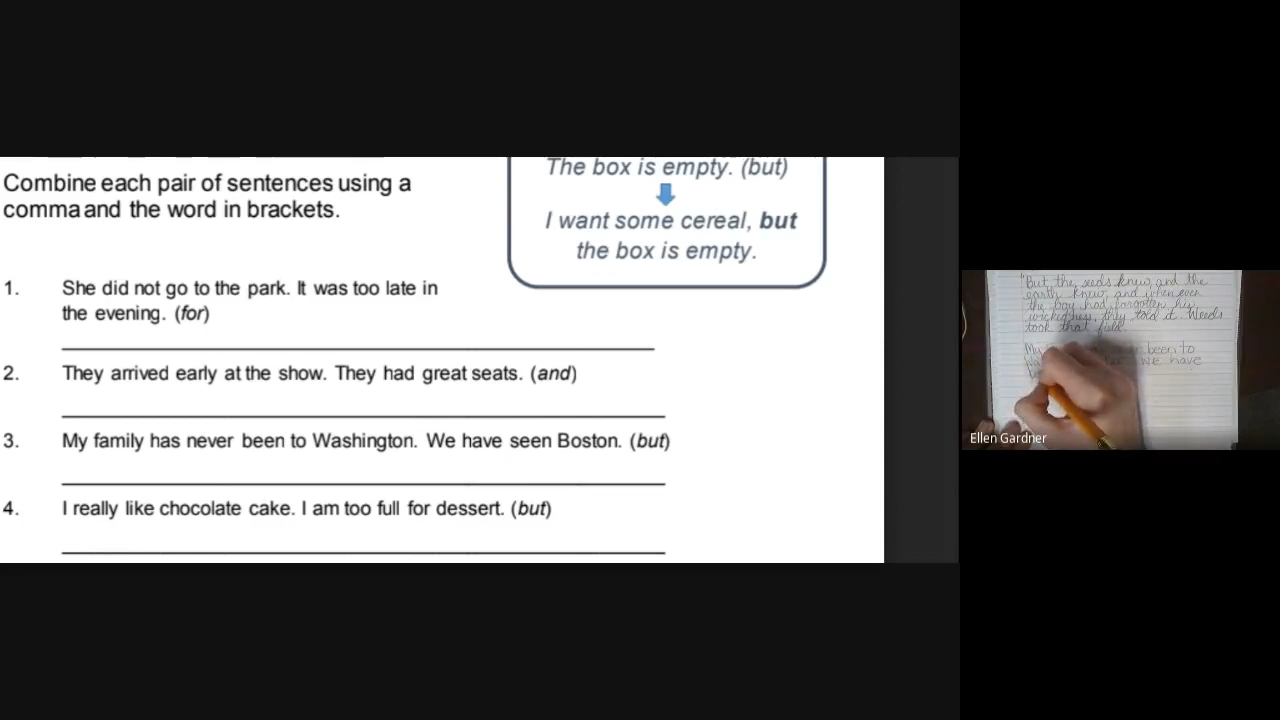 The box is empty. (but)
I want some cereal, but
the box is empty.
Combine each pair of sentences using a
comma and the word in brackets.
1. She did not go to the park. It was too late in
the evening. (for)
2. They arrived early at the show. They had great seats. (and)
3. My family has never been to Washington. We have seen Boston. (but)
4. I really like chocolate cake. I am too full for dessert. (but)
"But the seeds knew and the
earth knew, and when even
the boy had forgotten his
wickedness, they told it. Weeds
took that field.
My been to
we have
Ellen Gardner